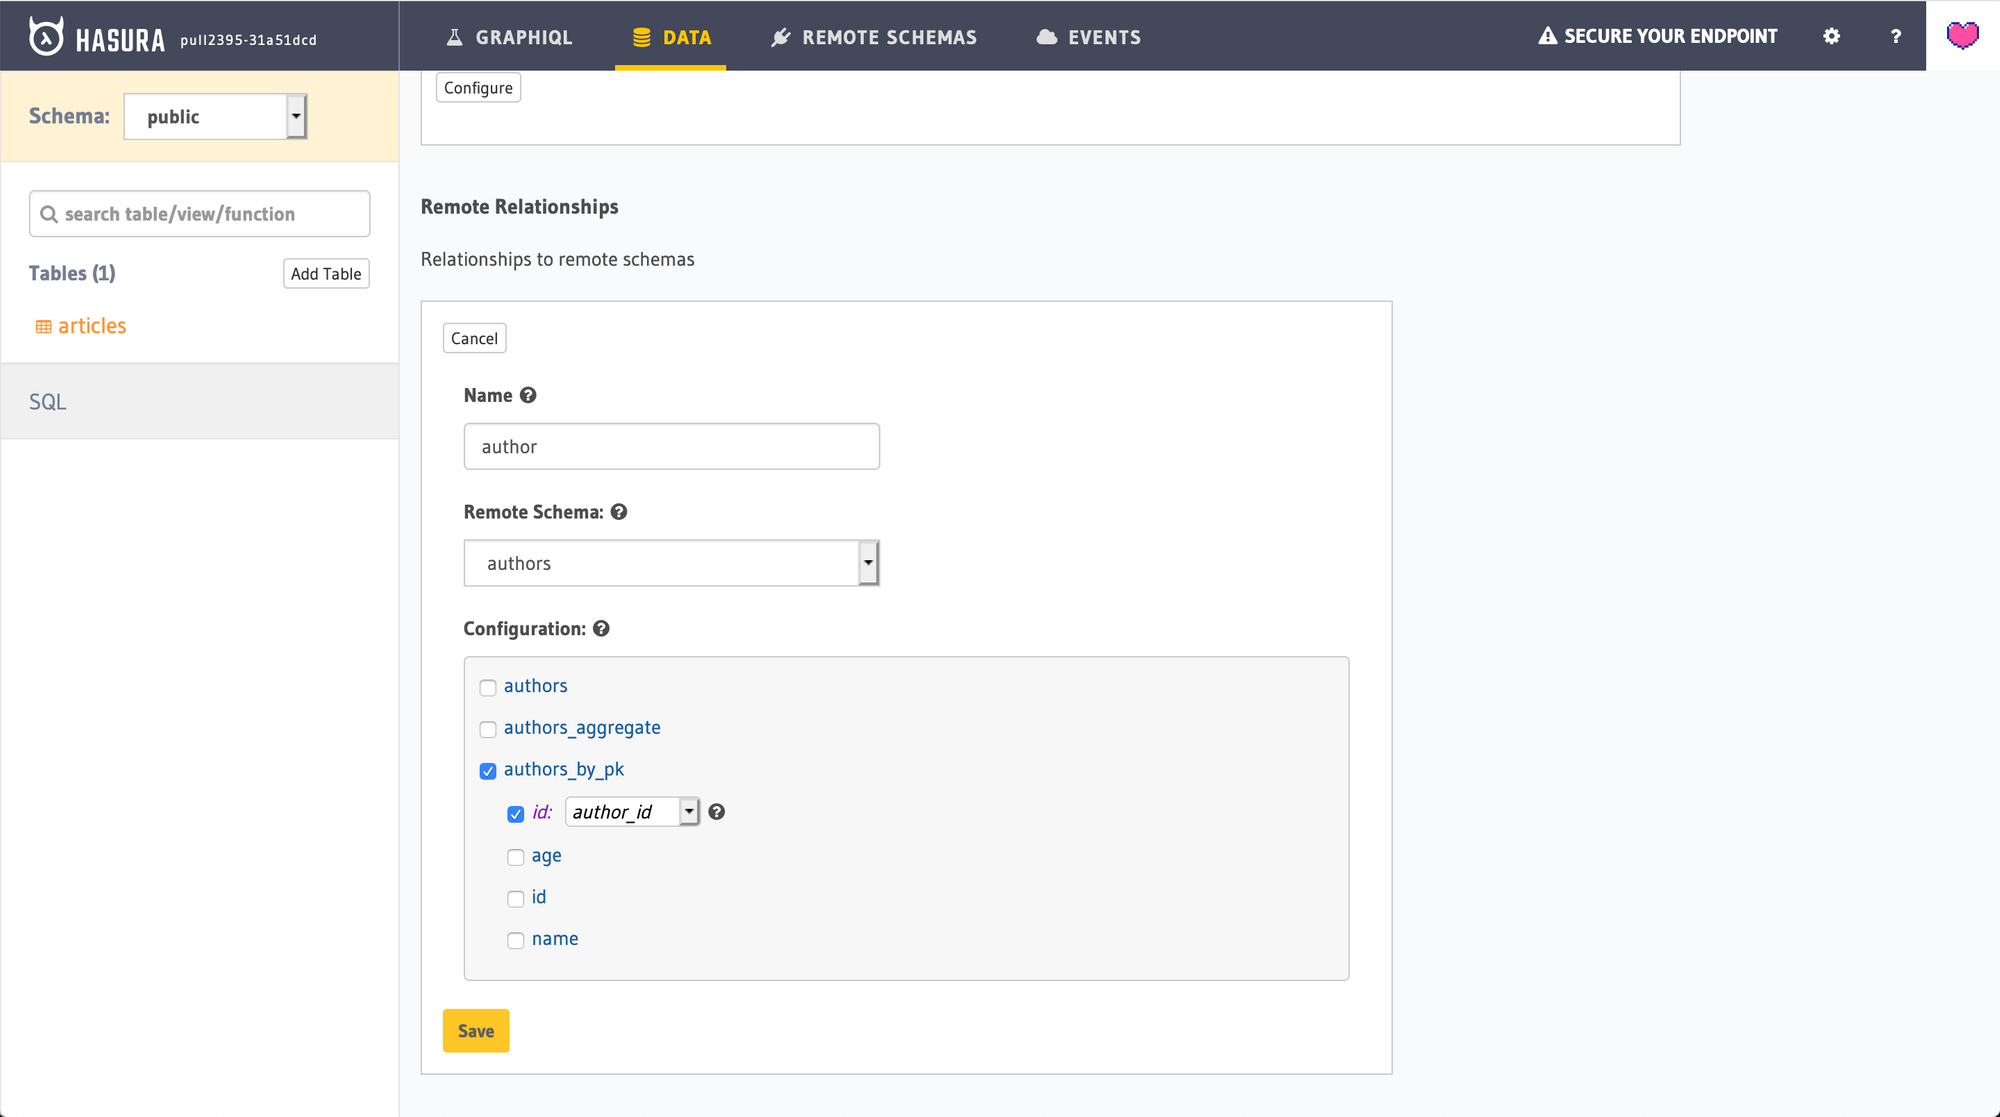 HASURA pull2395-31a51dcd GRAPHIQL DATA REMOTE SCHEMAS EVENTS SECURE YOUR ENDPOINT ?
Configure
Schema: public
search table/view/function
Tables (1) Add Table
articles
SQL
Remote Relationships
Relationships to remote schemas
Cancel
Name ?
author
Remote Schema: ?
authors
Configuration: ?
authors
authors_aggregate
authors_by_pk
id: author_id ?
age
id
name
Save